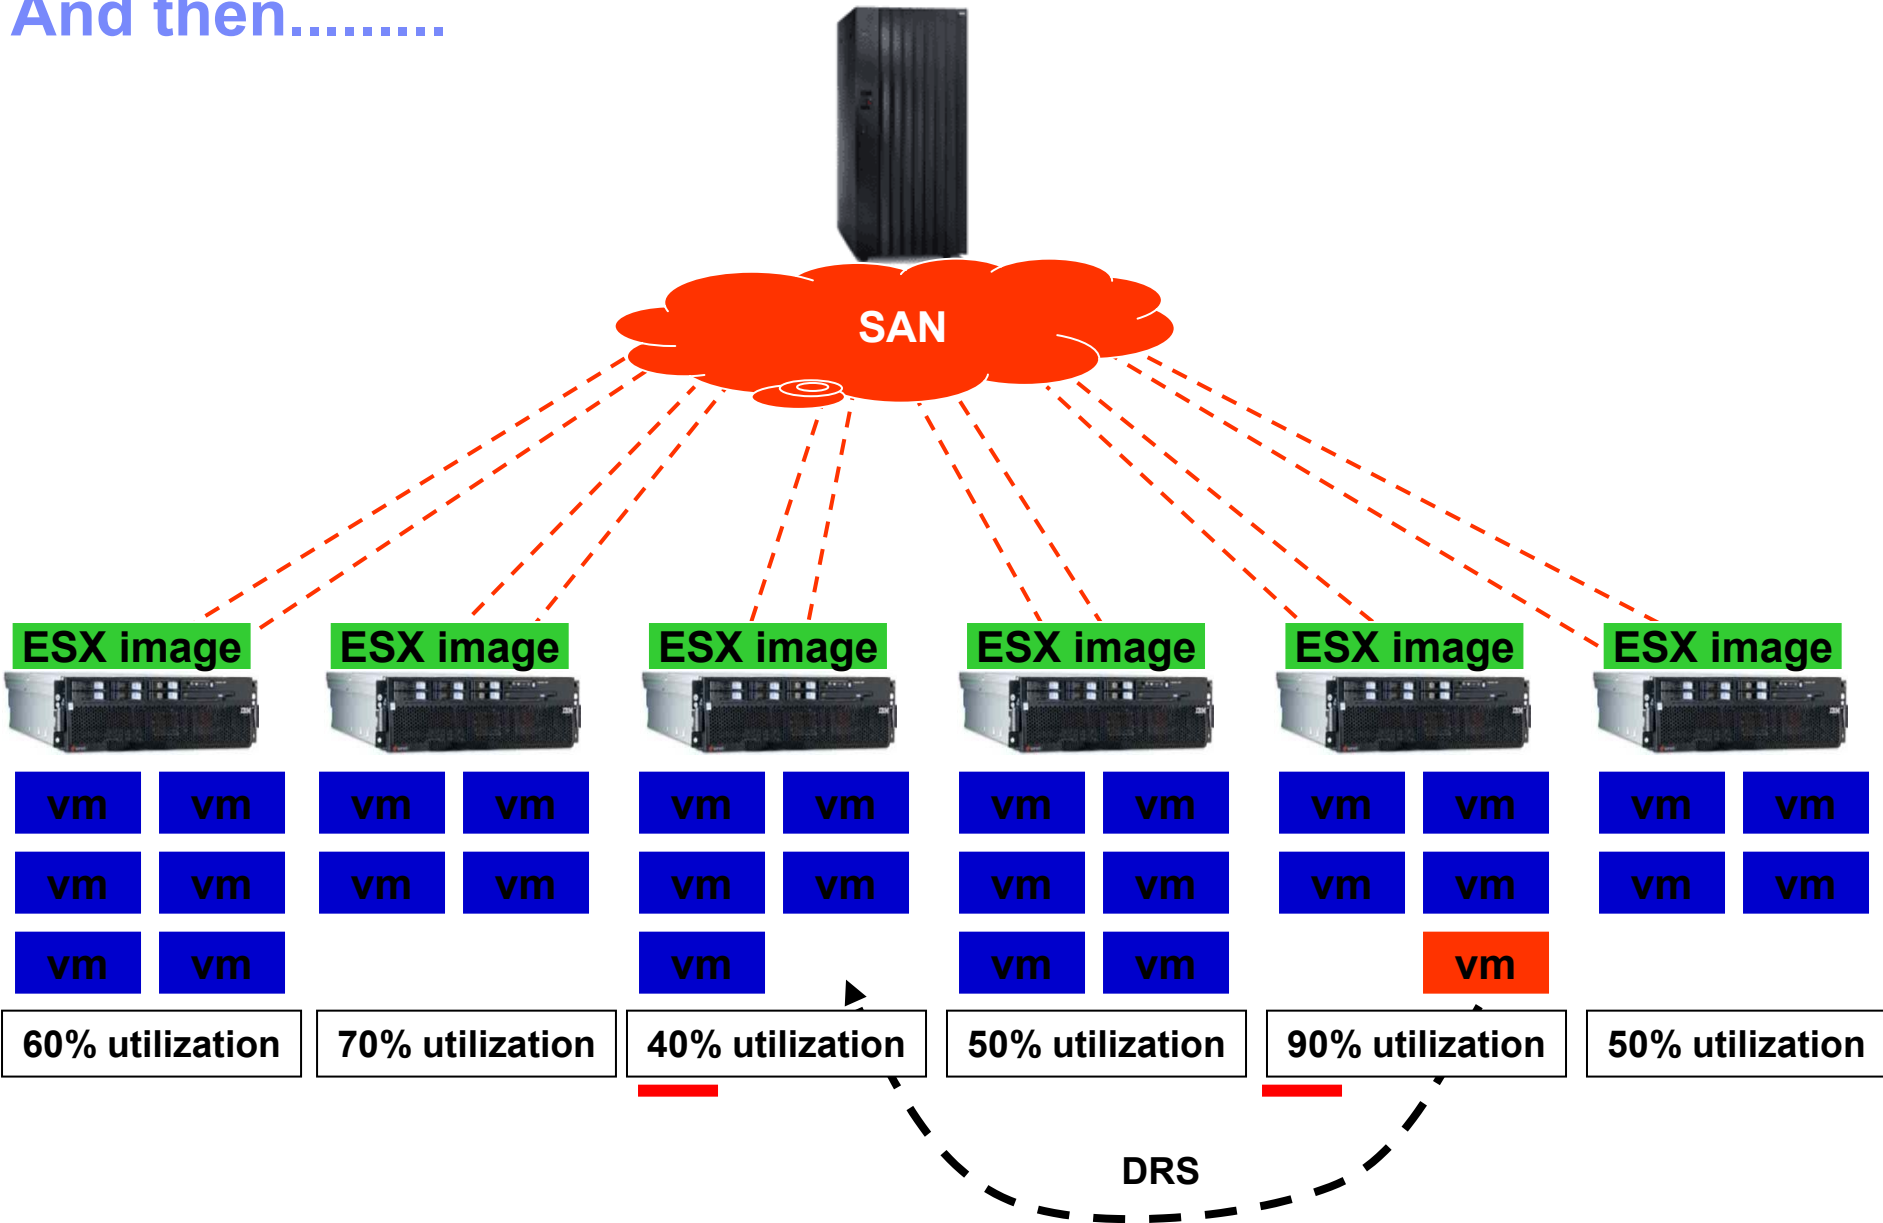 And then.........
SAN
ESX image ESX image ESX image ESX image ESX image ESX image
vm vm vm vm vm vm vm vm vm vm vm vm
vm vm vm vm vm vm vm vm vm vm vm vm
vm vm vm vm vm vm
60% utilization 70% utilization 40% utilization 50% utilization 90% utilization 50% utilization
DRS